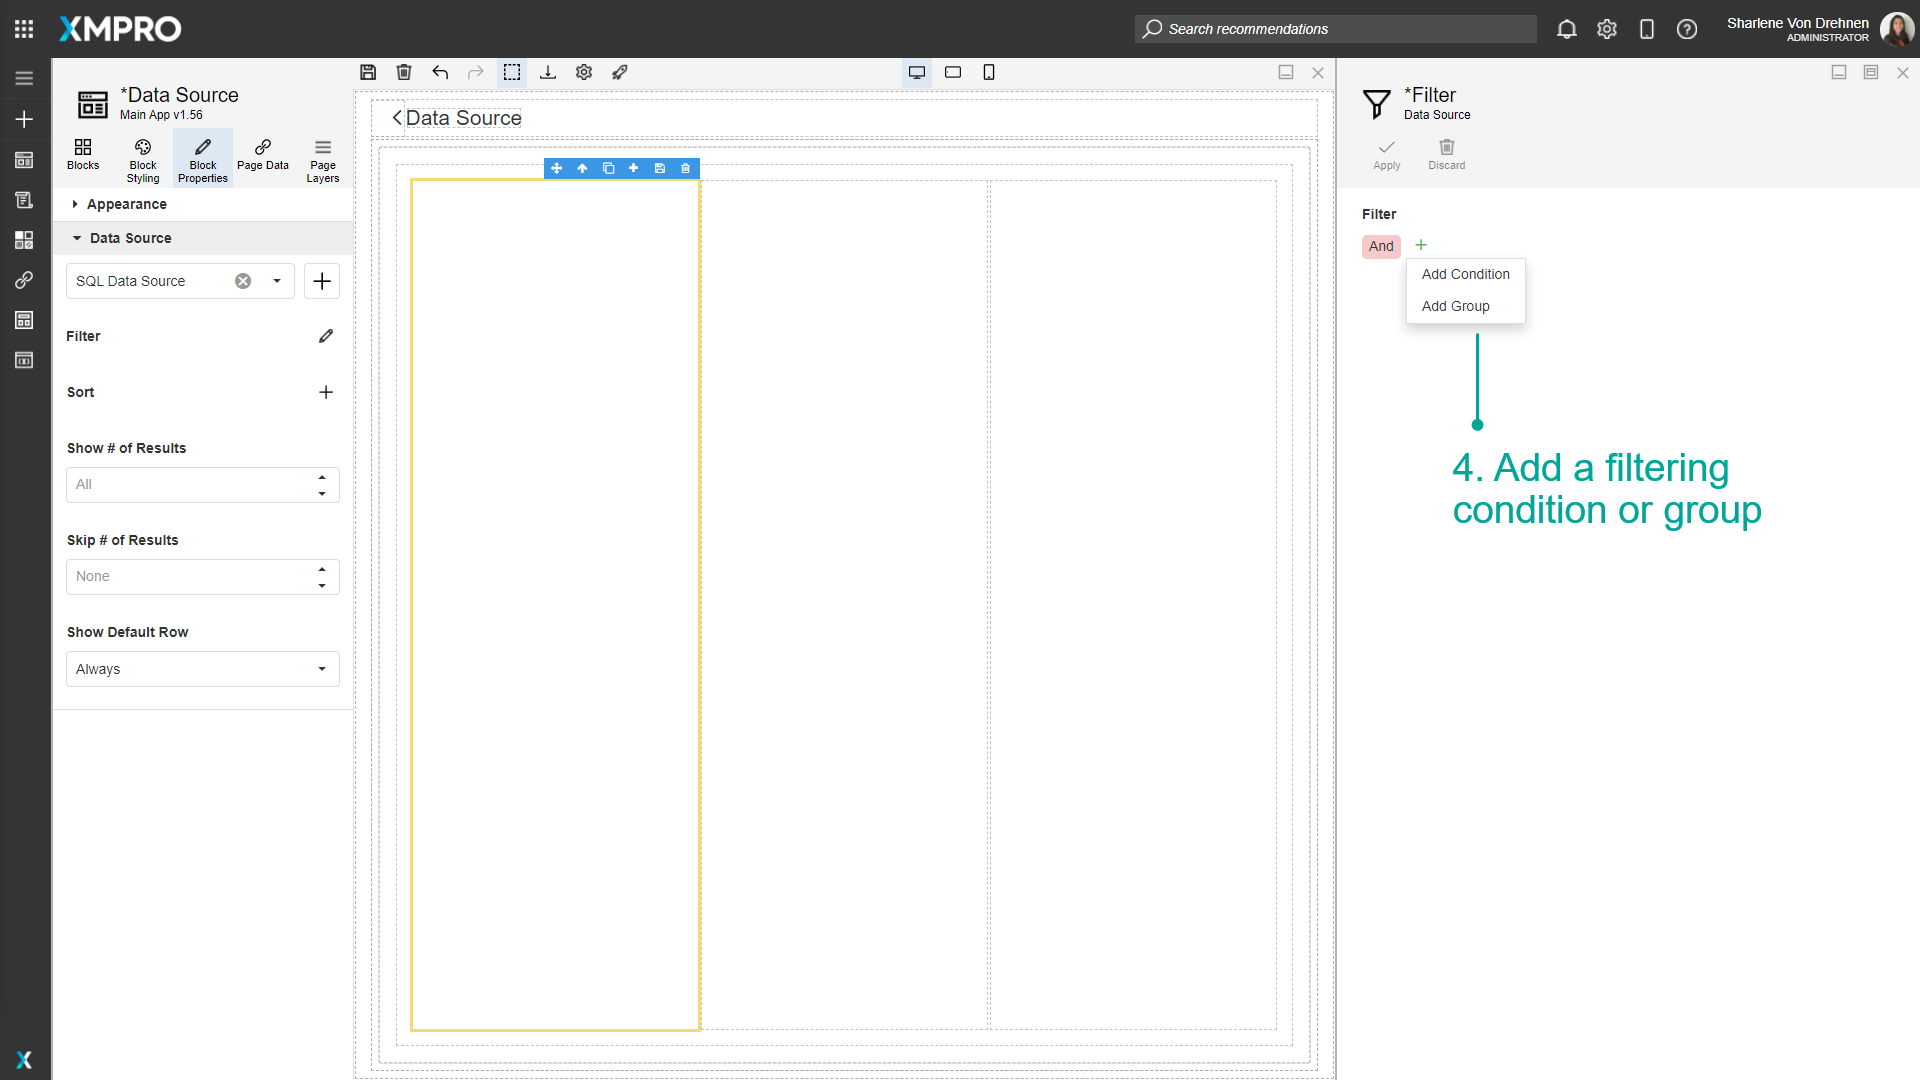 XMPRO
Search recommendations
Sharlene Von Drehnen
ADMINISTRATOR
*Data Source
Main App v1.56
Blocks
Block Styling
Block Properties
Page Data
Page Layers
Appearance
Data Source
SQL Data Source
Filter
Sort
Show # of Results
All
Skip # of Results
None
Show Default Row
Always
Data Source
*Filter
Data Source
Apply
Discard
Filter
And
Add Condition
Add Group
4. Add a filtering
condition or group